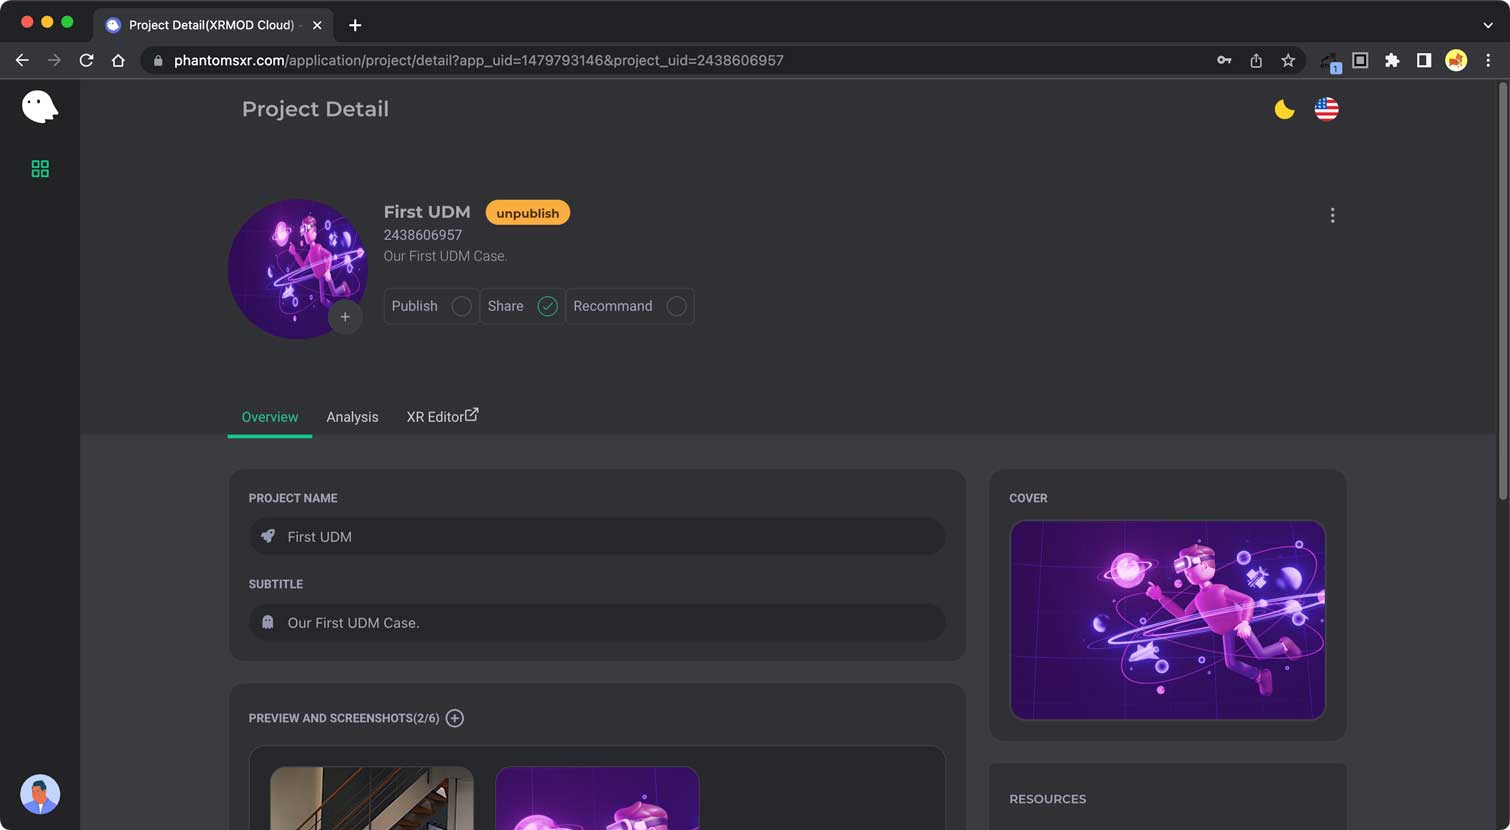 Project Detail(XRMOD Cloud) -
phantomsxr.com/application/project/detail?app_uid=1479793146&project_uid=2438606957
1
Project Detail
First UDM
unpublish
2438606957
Our First UDM Case.
Publish
Share
Recommand
Overview
Analysis
XR Editor
PROJECT NAME
First UDM
SUBTITLE
Our First UDM Case.
COVER
PREVIEW AND SCREENSHOTS(2/6)
RESOURCES